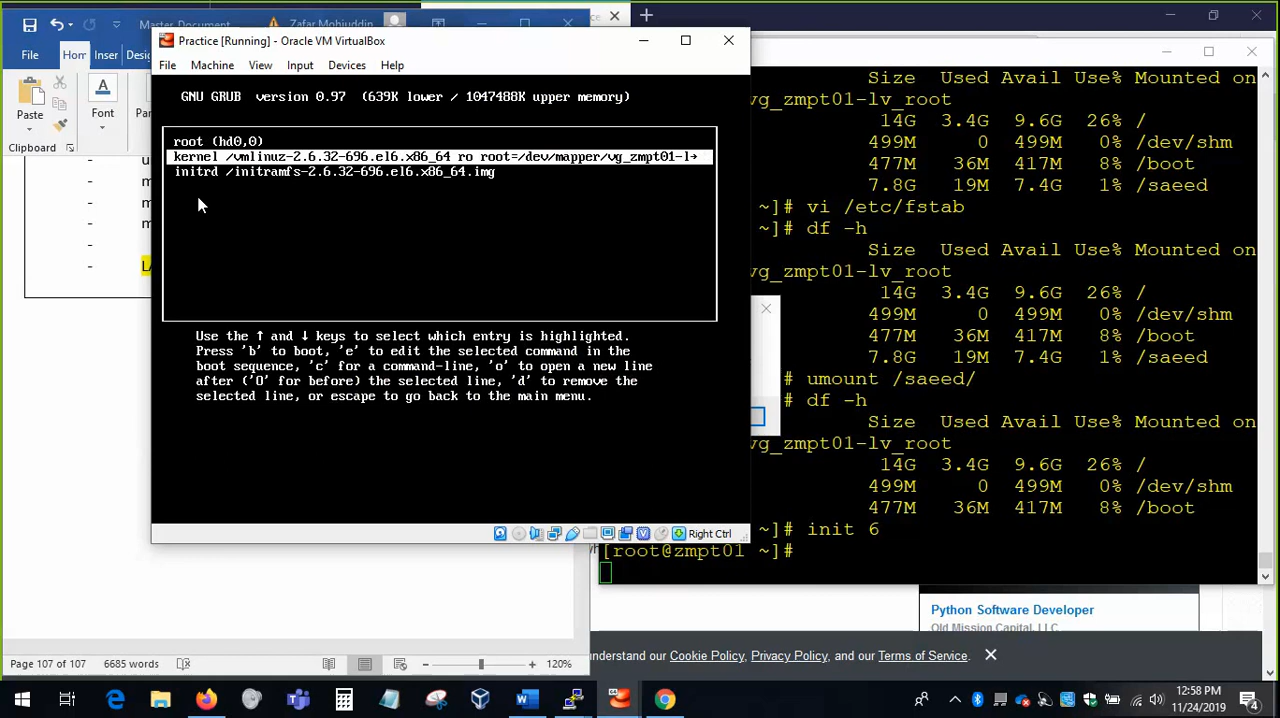 Master Document
Zafar Mohiuddin
File
Hom
Inser
Desig
Paste
Font
Par
Clipboard
Practice [Running] - Oracle VM VirtualBox
File Machine View Input Devices Help
GNU GRUB version 0.97 (639K lower / 1047488K upper memory)
root (hd0,0)
kernel /vmlinuz-2.6.32-696.el6.x86_64 ro root=/dev/mapper/vg_zmpt01-l→
initrd /initramfs-2.6.32-696.el6.x86_64.img
Use the ↑ and ↓ keys to select which entry is highlighted.
Press 'b' to boot, 'e' to edit the selected command in the
boot sequence, 'c' for a command-line, 'o' to open a new line
after ('O' for before) the selected line, 'd' to remove the
selected line, or escape to go back to the main menu.
Right Ctrl
Size Used Avail Use% Mounted on
vg_zmpt01-lv_root
14G 3.4G 9.6G 26% /
499M 0 499M 0% /dev/shm
477M 36M 417M 8% /boot
7.8G 19M 7.4G 1% /saeed
~]# vi /etc/fstab
~]# df -h
Size Used Avail Use% Mounted on
vg_zmpt01-lv_root
14G 3.4G 9.6G 26% /
499M 0 499M 0% /dev/shm
477M 36M 417M 8% /boot
7.8G 19M 7.4G 1% /saeed
# umount /saeed/
# df -h
Size Used Avail Use% Mounted on
vg_zmpt01-lv_root
14G 3.4G 9.6G 26% /
499M 0 499M 0% /dev/shm
477M 36M 417M 8% /boot
~]# init 6
[root@zmpt01 ~]#
Python Software Developer
Old Mission Capital, LLC
understand our Cookie Policy, Privacy Policy, and our Terms of Service.
Page 107 of 107 6685 words 120%
12:58 PM
11/24/2019